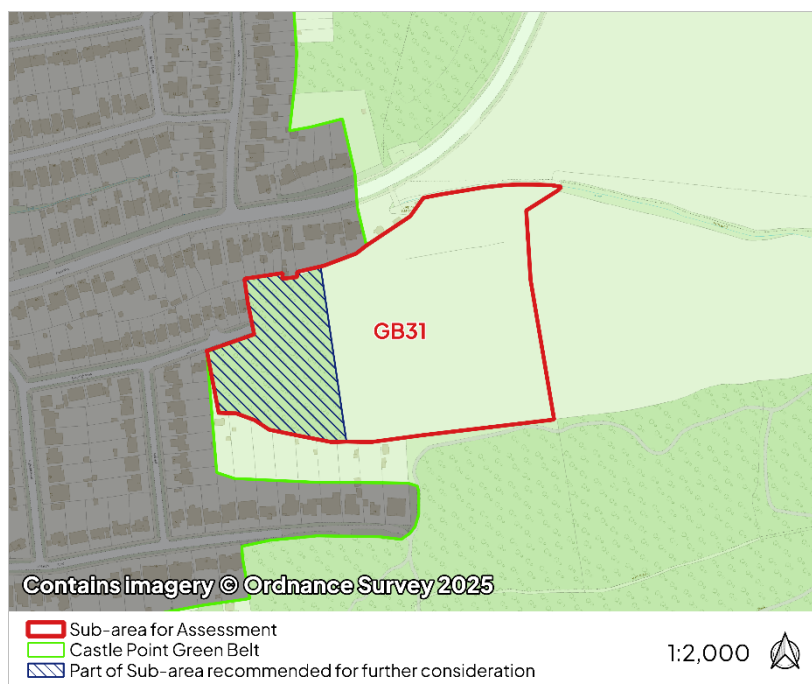 GB31
Contains imagery © Ordnance Survey 2025
Sub-area for Assessment
Castle Point Green Belt
Part of Sub-area recommended for further consideration
1:2,000